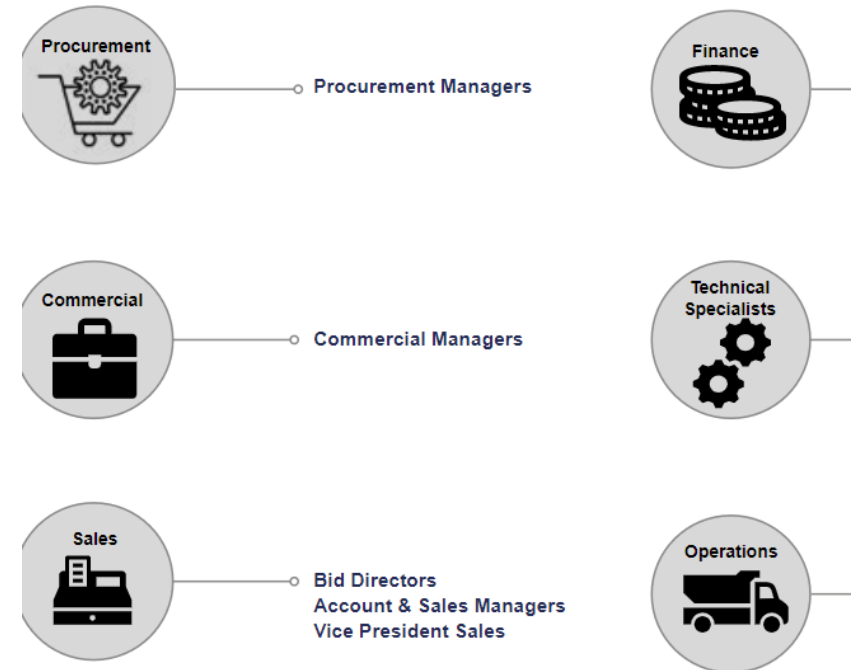 Procurement
Procurement Managers
Finance
Commercial
Commercial Managers
Technical
Specialists
Sales
Bid Directors
Account & Sales Managers
Vice President Sales
Operations